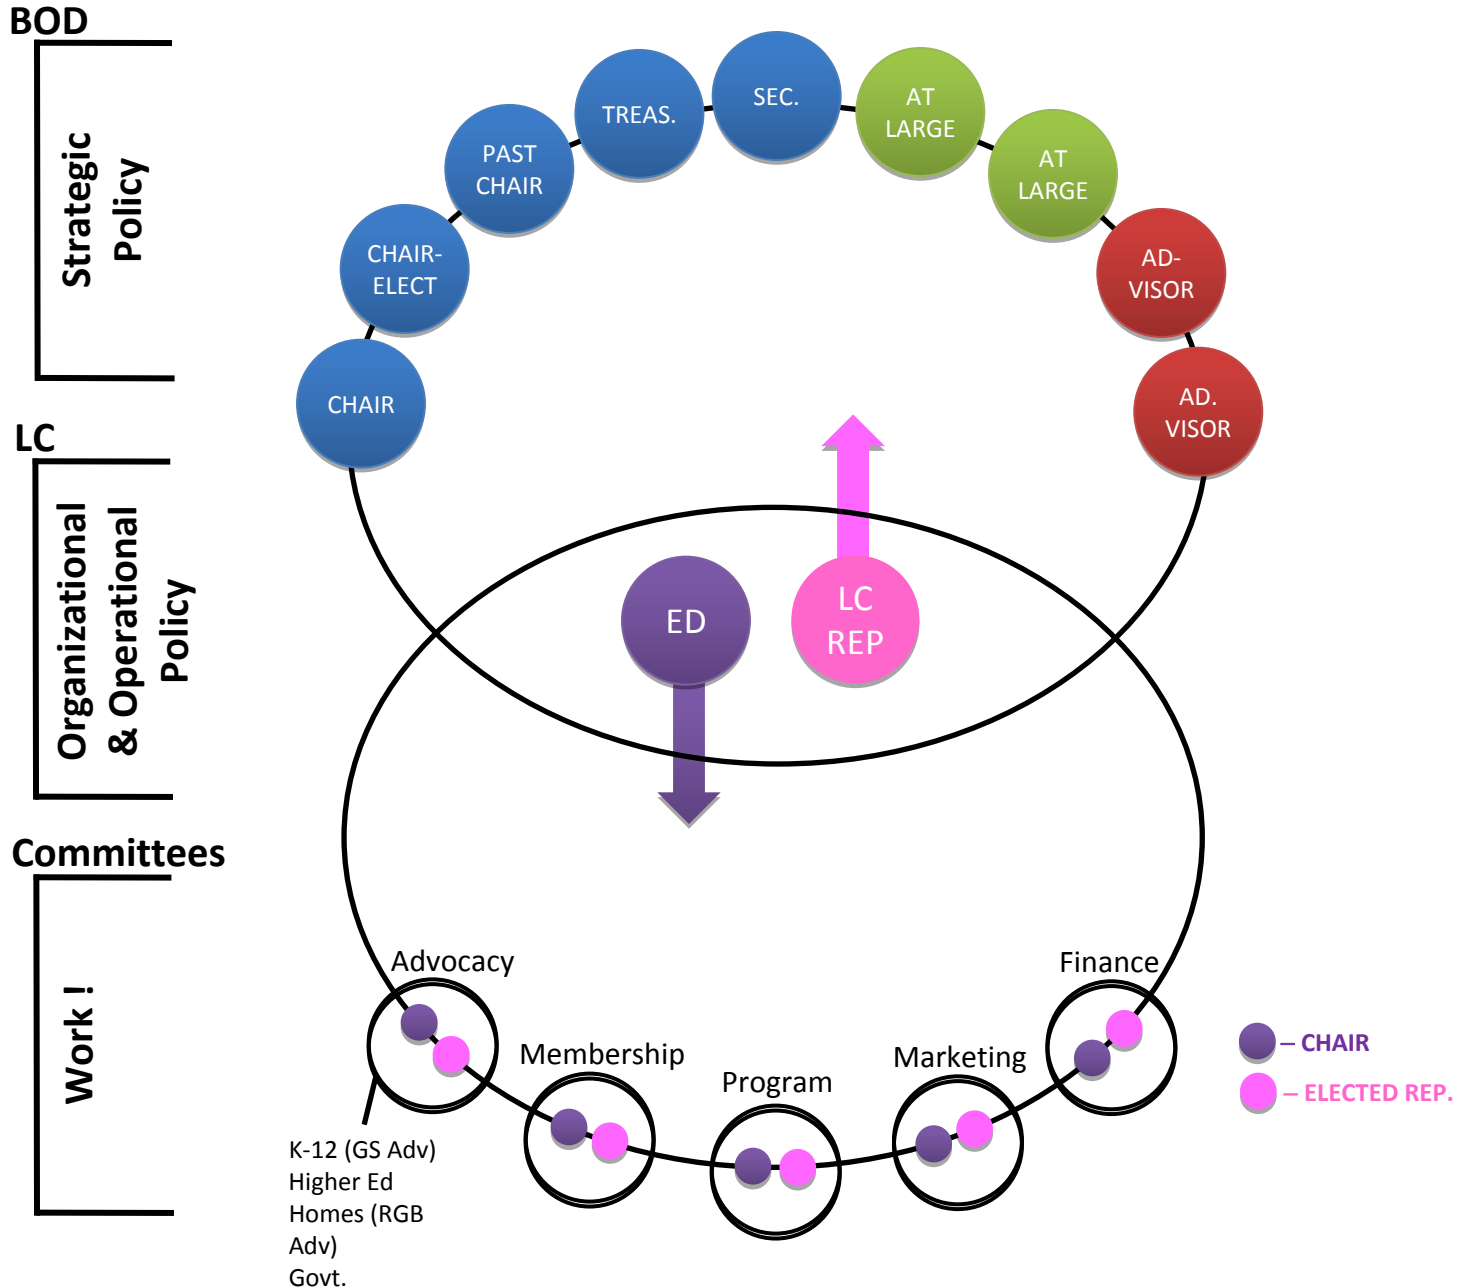 BOD
Strategic
Policy
SEC.
TREAS.
AT
LARGE
PAST
CHAIR
AT
LARGE
CHAIR-
ELECT
AD-
VISOR
CHAIR
AD.
VISOR
LC
Organizational
& Operational
Policy
ED
LC
REP
Committees
Work !
Advocacy
Membership
Program
Marketing
Finance
– CHAIR
– ELECTED REP.
K-12 (GS Adv)
Higher Ed
Homes (RGB
Adv)
Govt.